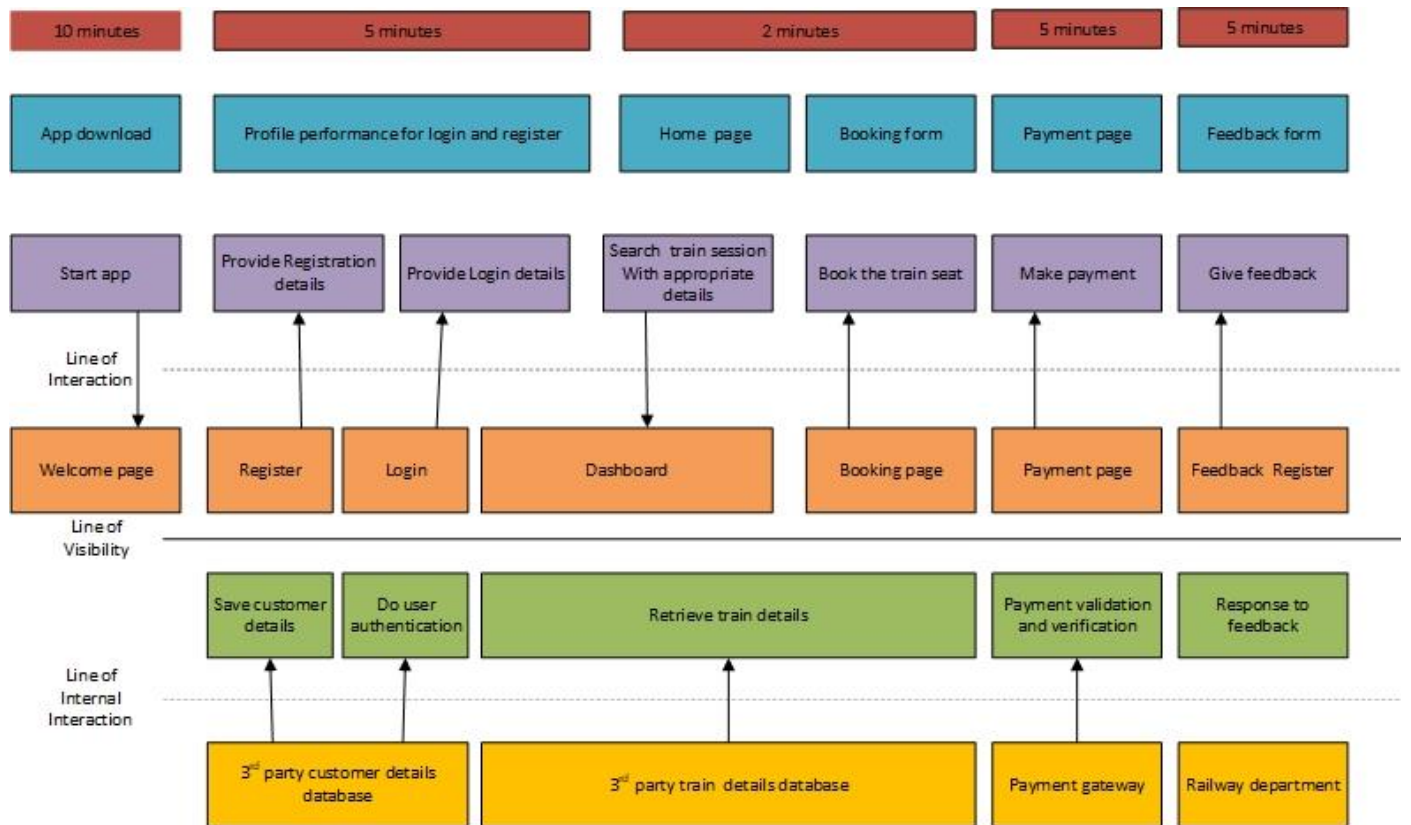 10 minutes
5 minutes
2 minutes
5 minutes
5 minutes
App download
Profile performance for login and register
Home page
Booking form
Payment page
Feedback form
Start app
Provide Registration
details
Provide Login details
Search train session
With appropriate
details
Book the train seat
Make payment
Give feedback
Line of
Interaction
Welcome page
Register
Login
Dashboard
Booking page
Payment page
Feedback Register
Line of
Visibility
Save customer
details
Do user
authentication
Retrieve train details
Payment validation
and verification
Response to
feedback
Line of
Internal
Interaction
3rd party customer details
database
3rd party train details database
Payment gateway
Railway department